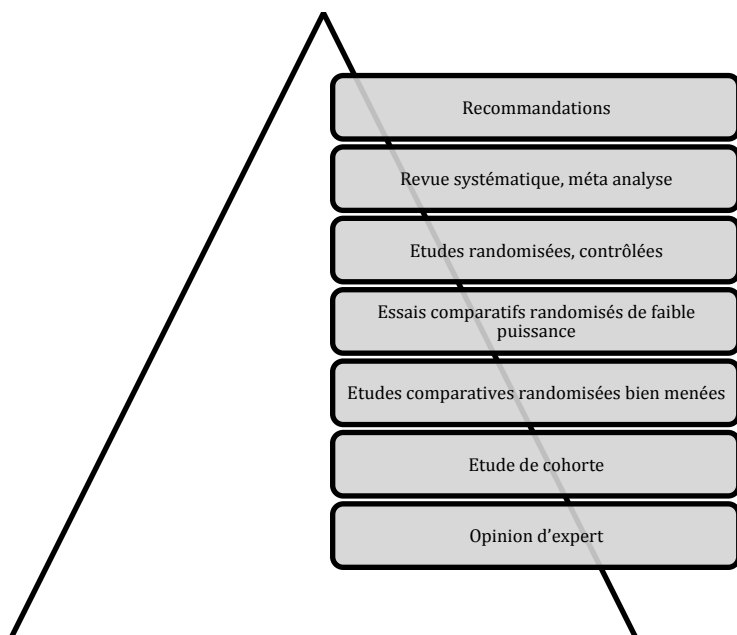 Recommandations
Revue systématique, méta analyse
Etudes randomisées, contrôlées
Essais comparatifs randomisés de faible
puissance
Etudes comparatives randomisées bien menées
Etude de cohorte
Opinion d’expert